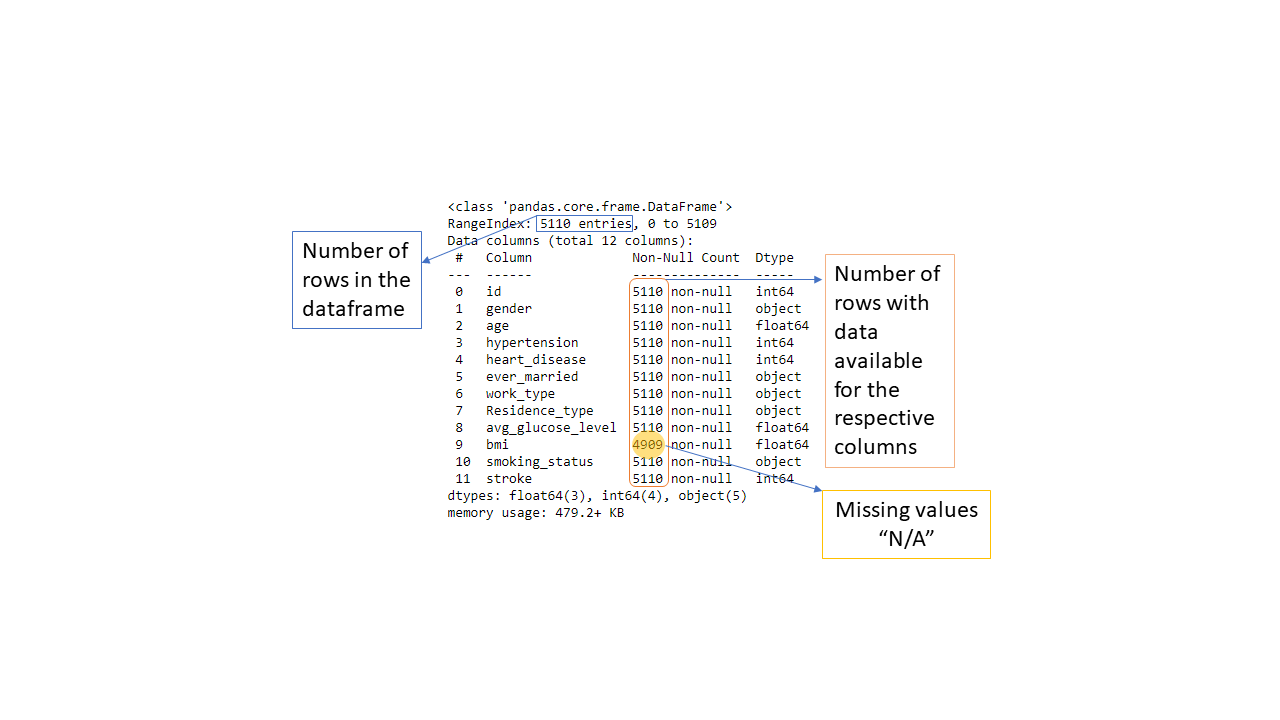 <class 'pandas.core.frame.DataFrame'>
RangeIndex: 5110 entries, 0 to 5109
Data columns (total 12 columns):
#   Column             Non-Null Count  Dtype
---  ------             --------------  -----
0   id                 5110 non-null   int64
1   gender             5110 non-null   object
2   age                5110 non-null   float64
3   hypertension       5110 non-null   int64
4   heart_disease      5110 non-null   int64
5   ever_married       5110 non-null   object
6   work_type          5110 non-null   object
7   Residence_type     5110 non-null   object
8   avg_glucose_level  5110 non-null   float64
9   bmi                4909 non-null   float64
10  smoking_status     5110 non-null   object
11  stroke             5110 non-null   int64
dtypes: float64(3), int64(4), object(5)
memory usage: 479.2+ KB
Number of
rows in the
dataframe
Number of
rows with
data
available
for the
respective
columns
Missing values
“N/A”